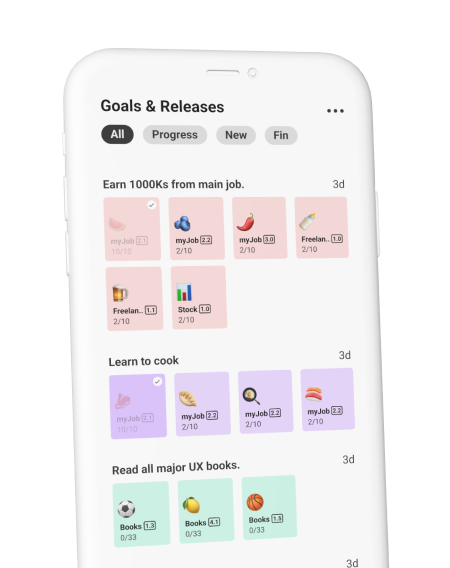 Goals & Releases
All Progress New Fin
Earn 1000Ks from main job. 3d
myJob 2.1 myJob 2.2 myJob 3.0 Freelan.. 1.0
10/10 2/10 2/10 2/10
Freelan.. 1.1 Stock 1.0
2/10 2/10
Learn to cook 3d
myJob 2.1 myJob 2.2 myJob 2.2 myJob 2.2
10/10 2/10 2/10 2/10
Read all major UX books. 3d
Books 1.3 Books 4.1 Books 1.5
0/33 0/33 0/33
3d